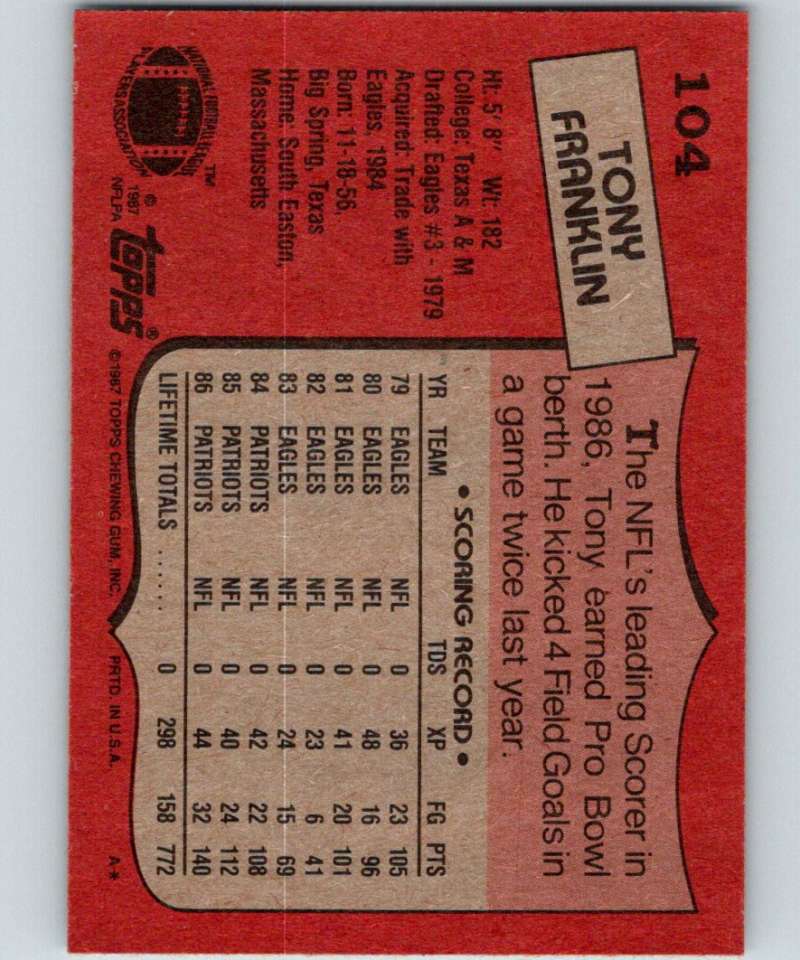 104
TONY
FRANKLIN
Ht: 5' 8" Wt: 182
College: Texas A & M
Drafted: Eagles #3 - 1979
Acquired: Trade with
Eagles, 1984
Born: 11-18-56,
Big Spring, Texas
Home: South Easton,
Massachusetts
NATIONAL FOOTBALL LEAGUE
PLAYERS ASSOCIATION
™
© 1987
NFLPA
topps®
The NFL's leading Scorer in
1986, Tony earned Pro Bowl
berth. He kicked 4 Field Goals in
a game twice last year.
• SCORING RECORD •
YR TEAM TDS XP FG PTS
79 EAGLES NFL 0 36 23 105
80 EAGLES NFL 0 48 16 96
81 EAGLES NFL 0 41 20 101
82 EAGLES NFL 0 23 6 41
83 EAGLES NFL 0 24 15 69
84 PATRIOTS NFL 0 42 22 108
85 PATRIOTS NFL 0 40 24 112
86 PATRIOTS NFL 0 44 32 140
LIFETIME TOTALS ...... 0 298 158 772
©1987 TOPPS CHEWING GUM, INC. PRTD. IN U.S.A. A-*